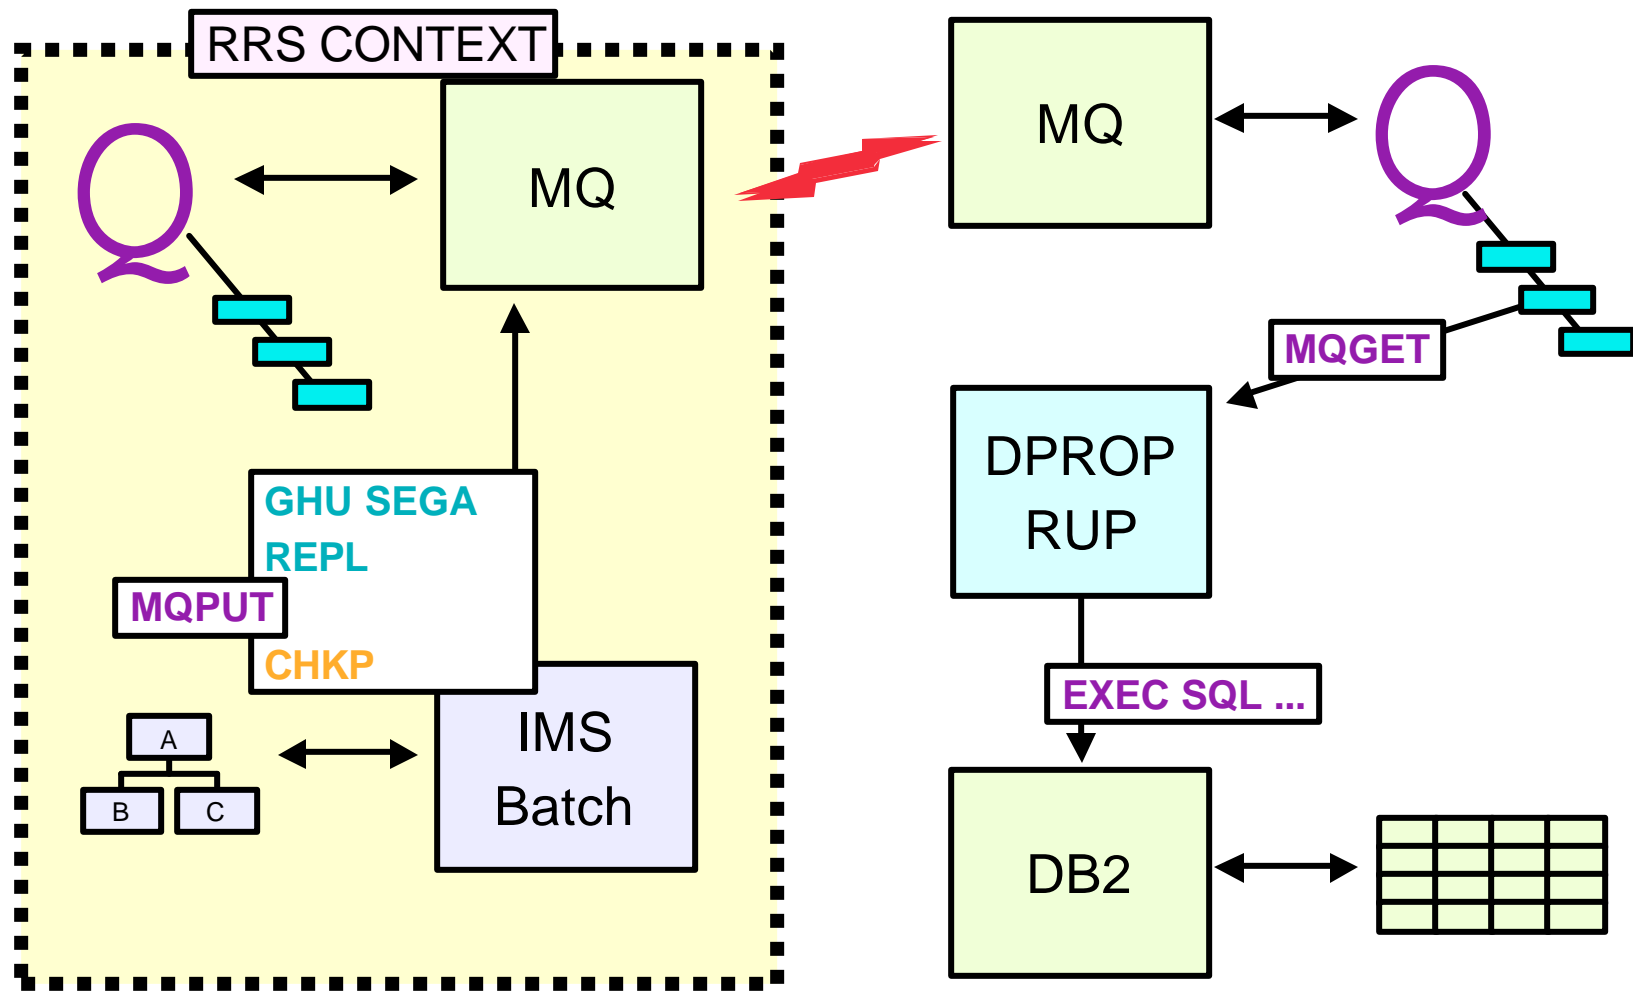 RRS CONTEXT
MQ
Q
GHU SEGA
REPL
MQPUT
CHKP
IMS
Batch
A
B
C
MQ
Q
MQGET
DPROP
RUP
EXEC SQL ...
DB2